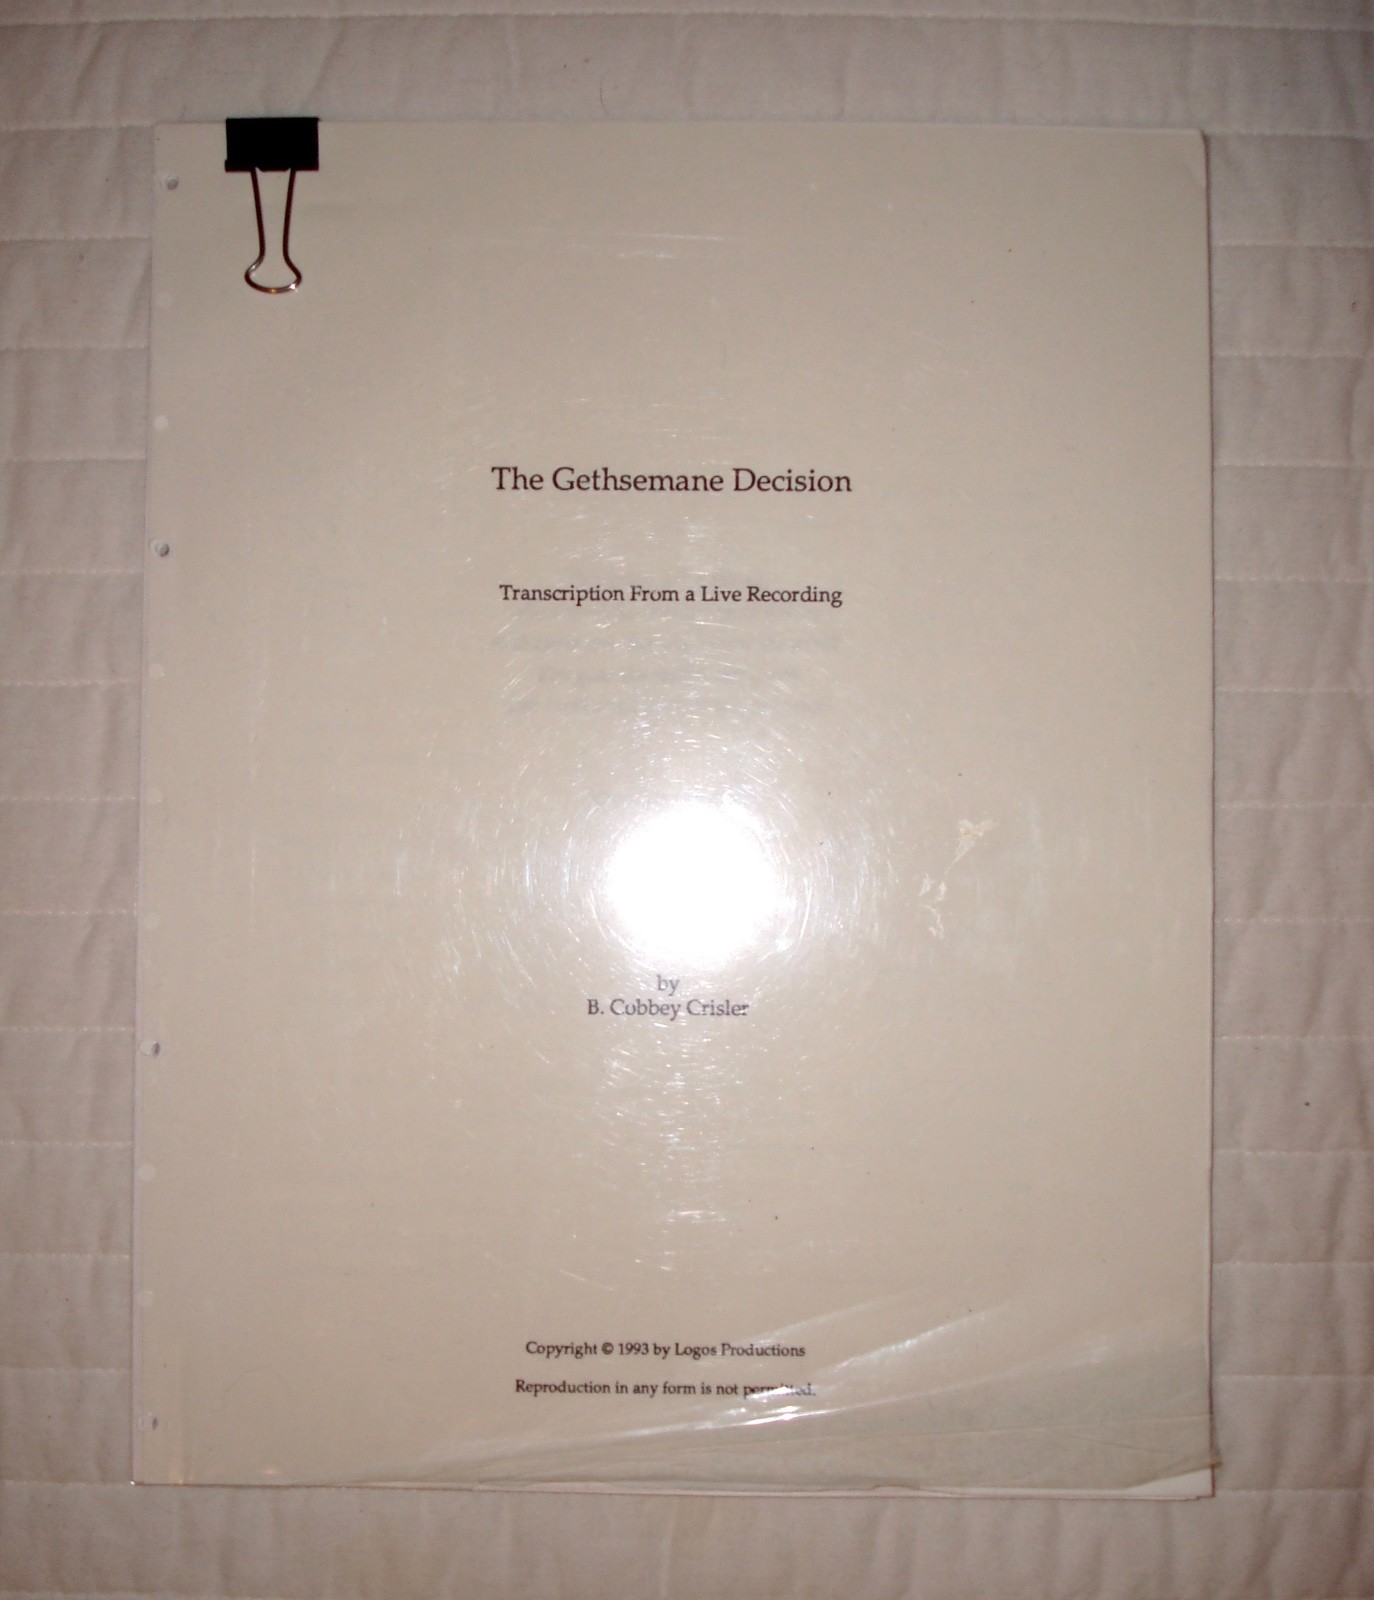 The Gethsemane Decision
Transcription From a Live Recording
by
B. Cobbey Crisler
Copyright © 1993 by Logos Productions
Reproduction in any form is not permitted.